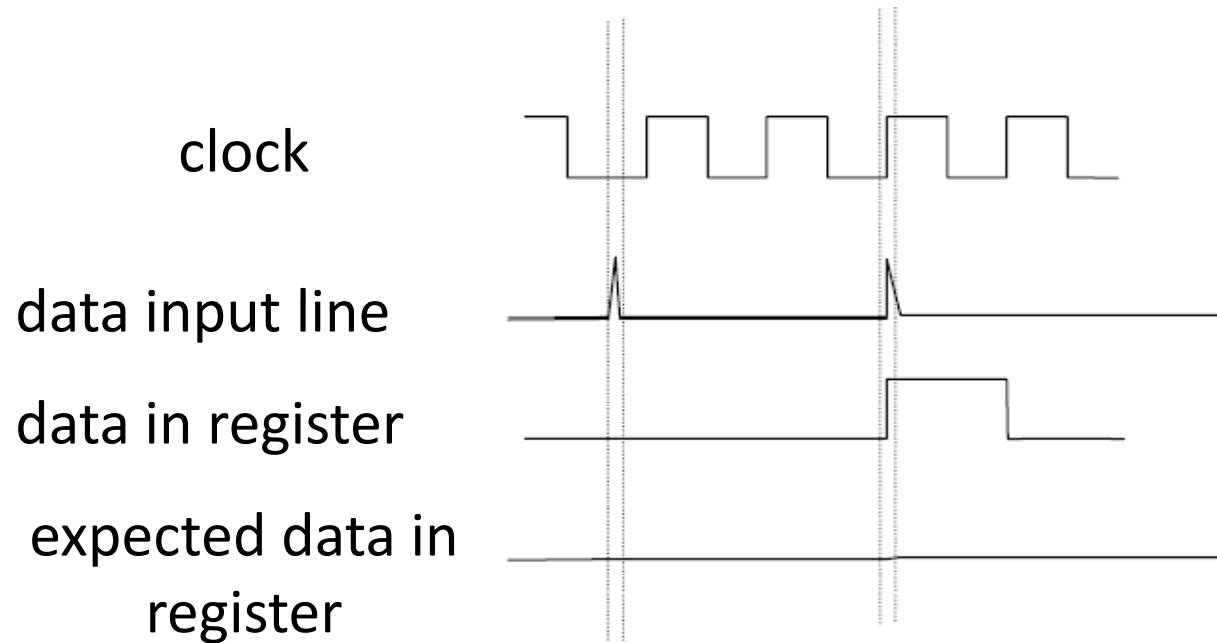 clock
data input line
data in register
expected data in
register